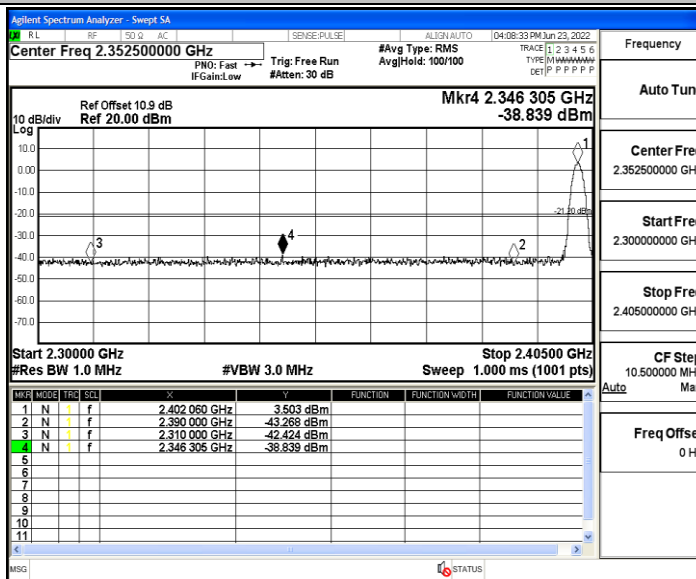 Agilent Spectrum Analyzer - Swept SA
RL RF 50 Ω AC SENSE:PULSE ALIGN AUTO 04:08:33 PM Jun 23, 2022
Center Freq 2.352500000 GHz
PNO: Fast
IFGain:Low
Trig: Free Run
#Atten: 30 dB
#Avg Type: RMS
Avg|Hold: 100/100
TRACE 1 2 3 4 5 6
TYPE M
DET P P P P P P
Mkr4 2.346 305 GHz
-38.839 dBm
Ref Offset 10.9 dB
10 dB/div Ref 20.00 dBm
Log
10.0
0.00
-10.0
-20.0
-30.0
-40.0
-50.0
-60.0
-70.0
1
-21.20 dBm
2
3
4
Start 2.30000 GHz Stop 2.40500 GHz
#Res BW 1.0 MHz #VBW 3.0 MHz Sweep 1.000 ms (1001 pts)
MKR MODE TRC SCL X Y FUNCTION FUNCTION WIDTH FUNCTION VALUE
1 N 1 f 2.402 060 GHz 3.503 dBm
2 N 1 f 2.390 000 GHz -43.268 dBm
3 N 1 f 2.310 000 GHz -42.424 dBm
4 N 1 f 2.346 305 GHz -38.839 dBm
5
6
7
8
9
10
11
MSG STATUS
Frequency
Auto Tun
Center Fre
2.352500000 GH
Start Fre
2.300000000 GH
Stop Fre
2.405000000 GH
CF Step
10.500000 MH
Auto Ma
Freq Offse
0 H